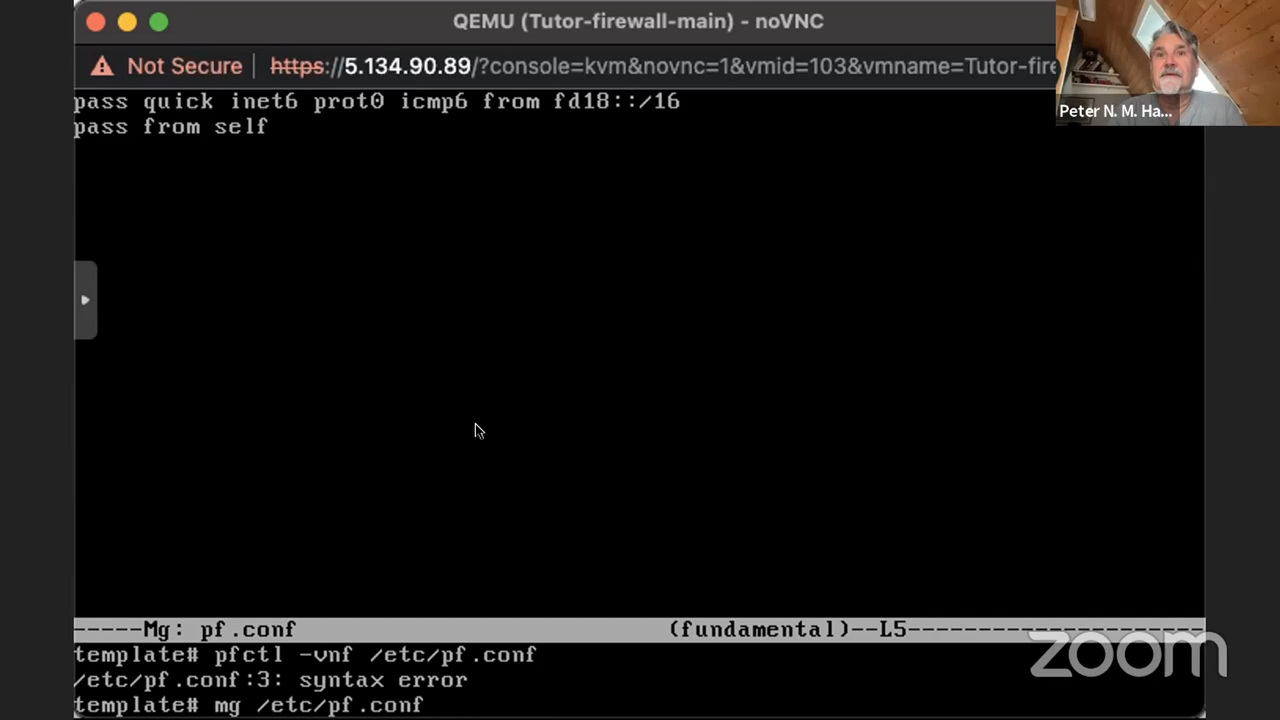 QEMU (Tutor-firewall-main) - noVNC
Not Secure | https://5.134.90.89/?console=kvm&novnc=1&vmid=103&vmname=Tutor-fire
Peter N. M. Ha...
pass quick inet6 prot0 icmp6 from fd18::/16
pass from self
-----Mg: pf.conf (fundamental)--L5--------------------
template# pfctl -vnf /etc/pf.conf
/etc/pf.conf:3: syntax error
template# mg /etc/pf.conf
zoom